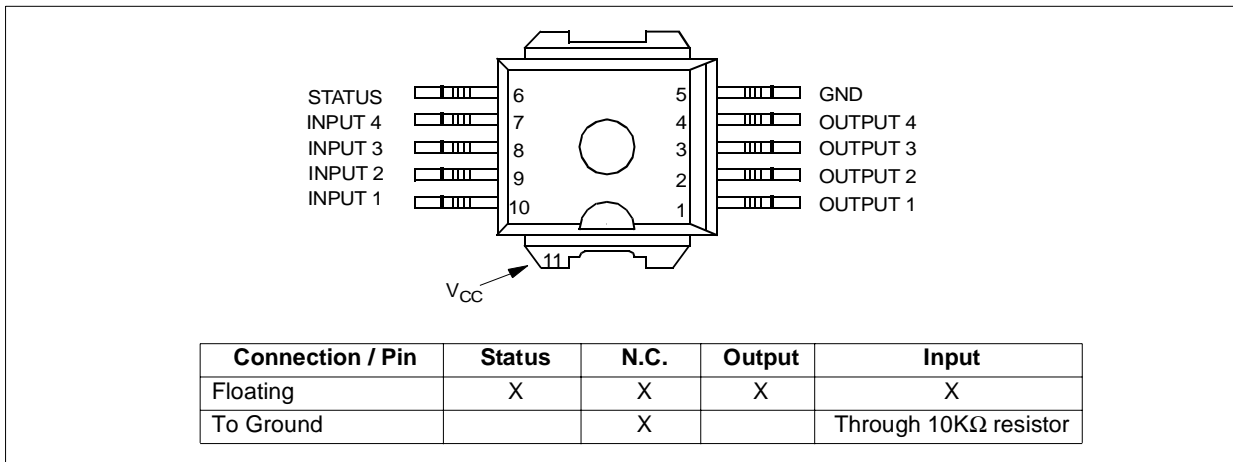 STATUS 6 5 GND
INPUT 4 7 4 OUTPUT 4
INPUT 3 8 3 OUTPUT 3
INPUT 2 9 2 OUTPUT 2
INPUT 1 10 1 OUTPUT 1
11
VCC
Connection / Pin Status N.C. Output Input
Floating X X X X
To Ground X Through 10KΩ resistor